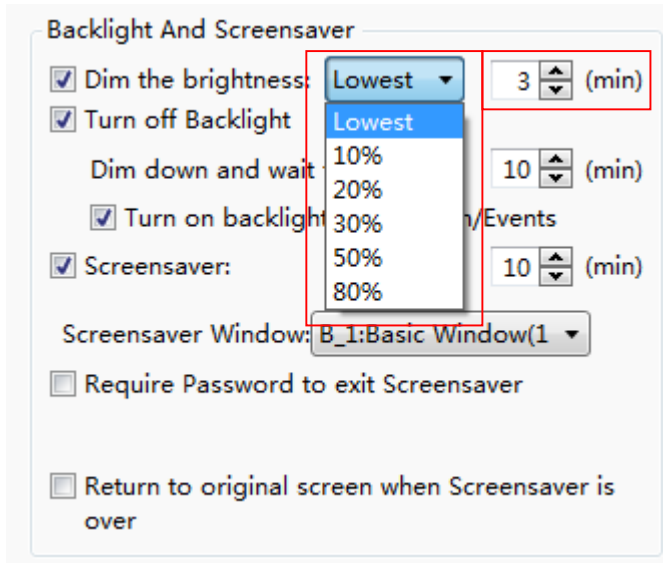 Backlight And Screensaver
Dim the brightness: Lowest 3 (min)
Turn off Backlight
Lowest
10%
Dim down and wait 10 (min)
20%
Turn on backlight n/Events
30%
50%
Screensaver: 10 (min)
80%
Screensaver Window: B_1:Basic Window(1
Require Password to exit Screensaver
Return to original screen when Screensaver is
over